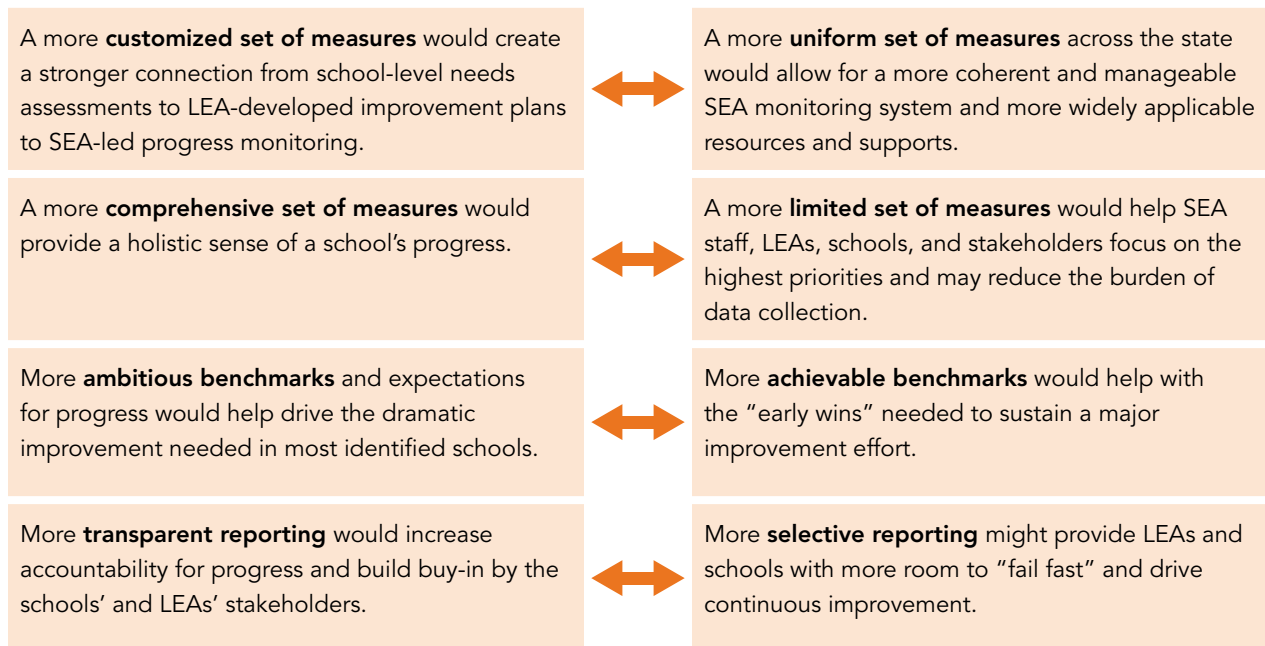 A more customized set of measures would create
a stronger connection from school-level needs
assessments to LEA-developed improvement plans
to SEA-led progress monitoring.
A more uniform set of measures across the state
would allow for a more coherent and manageable
SEA monitoring system and more widely applicable
resources and supports.
A more comprehensive set of measures would
provide a holistic sense of a school’s progress.
A more limited set of measures would help SEA
staff, LEAs, schools, and stakeholders focus on the
highest priorities and may reduce the burden of
data collection.
More ambitious benchmarks and expectations
for progress would help drive the dramatic
improvement needed in most identified schools.
More achievable benchmarks would help with
the “early wins” needed to sustain a major
improvement effort.
More transparent reporting would increase
accountability for progress and build buy-in by the
schools’ and LEAs’ stakeholders.
More selective reporting might provide LEAs and
schools with more room to “fail fast” and drive
continuous improvement.